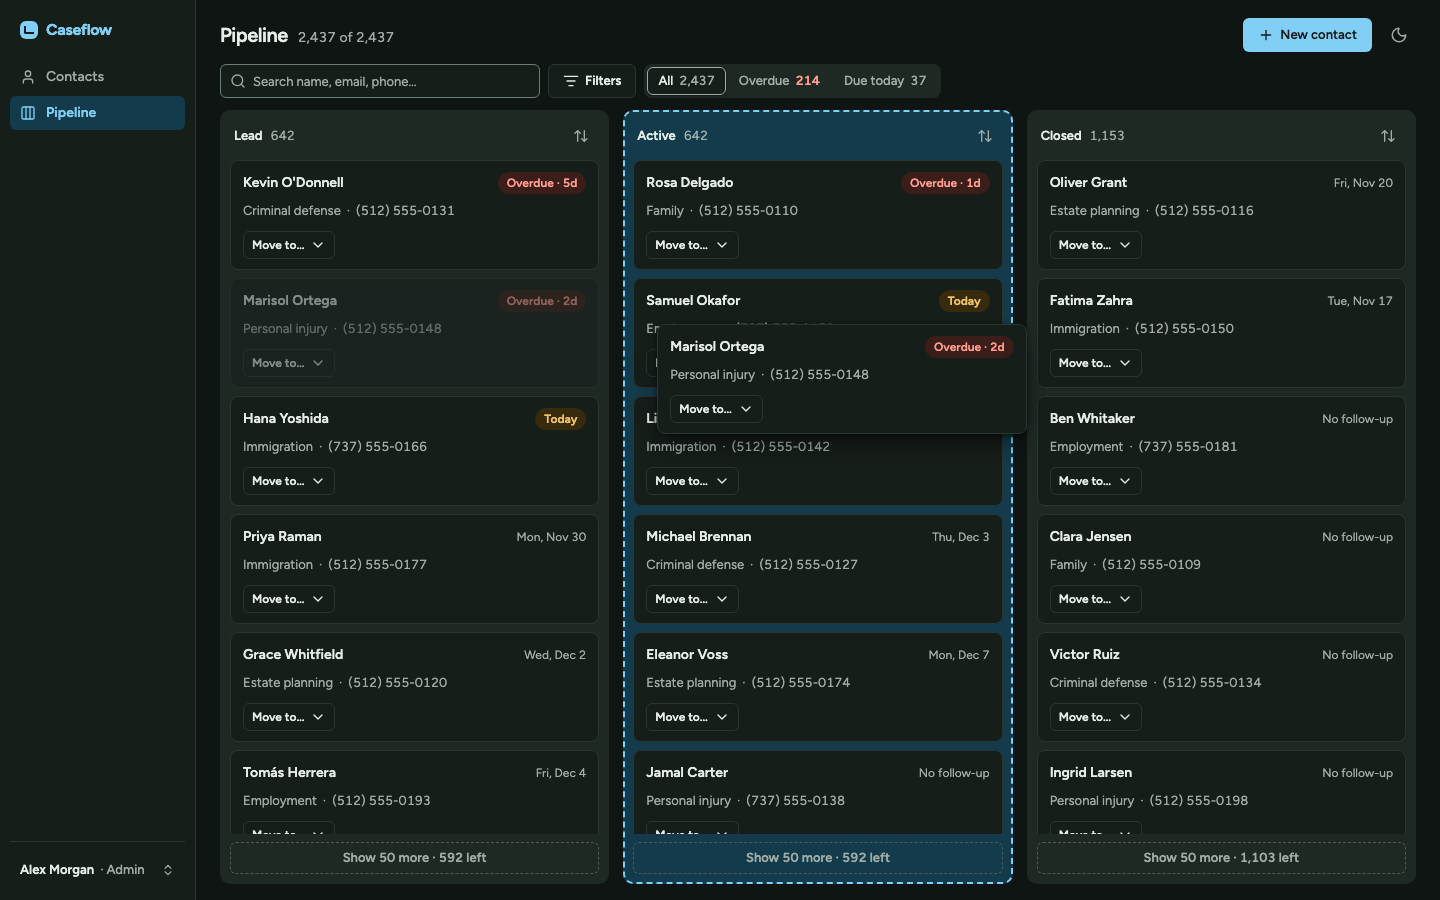 Caseflow
Contacts
Pipeline
Alex Morgan · Admin
Pipeline 2,437 of 2,437
New contact
Search name, email, phone...
Filters
All 2,437
Overdue 214
Due today 37
Lead 642
Kevin O'Donnell Overdue · 5d
Criminal defense · (512) 555-0131
Move to...
Marisol Ortega Overdue · 2d
Personal injury · (512) 555-0148
Move to...
Hana Yoshida Today
Immigration · (737) 555-0166
Move to...
Priya Raman Mon, Nov 30
Immigration · (512) 555-0177
Move to...
Grace Whitfield Wed, Dec 2
Estate planning · (512) 555-0120
Move to...
Tomás Herrera Fri, Dec 4
Employment · (512) 555-0193
Move to...
Show 50 more · 592 left
Active 642
Rosa Delgado Overdue · 1d
Family · (512) 555-0110
Move to...
Samuel Okafor Today
Marisol Ortega Overdue · 2d
Personal injury · (512) 555-0148
Move to...
Immigration · (512) 555-0142
Move to...
Michael Brennan Thu, Dec 3
Criminal defense · (512) 555-0127
Move to...
Eleanor Voss Mon, Dec 7
Estate planning · (512) 555-0174
Move to...
Jamal Carter No follow-up
Personal injury · (737) 555-0138
Move to...
Show 50 more · 592 left
Closed 1,153
Oliver Grant Fri, Nov 20
Estate planning · (512) 555-0116
Move to...
Fatima Zahra Tue, Nov 17
Immigration · (512) 555-0150
Move to...
Ben Whitaker No follow-up
Employment · (737) 555-0181
Move to...
Clara Jensen No follow-up
Family · (512) 555-0109
Move to...
Victor Ruiz No follow-up
Criminal defense · (512) 555-0134
Move to...
Ingrid Larsen No follow-up
Personal injury · (512) 555-0198
Move to...
Show 50 more · 1,103 left